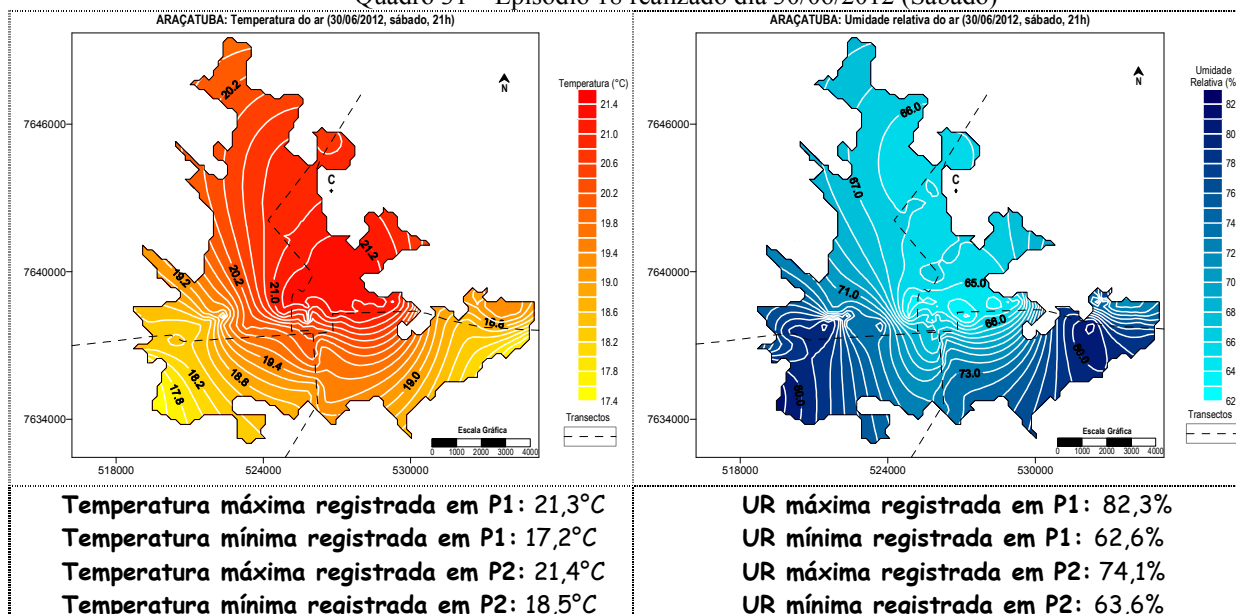 Quadro 31 – Episódio 18 realizado dia 30/06/2012 (Sábado)
ARAÇATUBA: Temperatura do ar (30/06/2012, sábado, 21h)
N
C
7646000
7640000
7634000
518000
524000
530000
20.2
19.2
20.2
21.0
21.2
19.4
18.8
18.2
17.8
19.0
Temperatura (°C)
21.4
21.0
20.6
20.2
19.8
19.4
19.0
18.6
18.2
17.8
17.4
Transectos
Escala Gráfica
0 1000 2000 3000 4000
ARAÇATUBA: Umidade relativa do ar (30/06/2012, sábado, 21h)
N
C
7646000
7640000
7634000
518000
524000
530000
66.0
67.0
71.0
65.0
66.0
73.0
80.0
80.0
Umidade
Relativa (%
82
80
78
76
74
72
70
68
66
64
62
Transectos
Escala Gráfica
0 1000 2000 3000 4000
Temperatura máxima registrada em P1: 21,3°C
Temperatura mínima registrada em P1: 17,2°C
Temperatura máxima registrada em P2: 21,4°C
Temperatura mínima registrada em P2: 18,5°C
UR máxima registrada em P1: 82,3%
UR mínima registrada em P1: 62,6%
UR máxima registrada em P2: 74,1%
UR mínima registrada em P2: 63,6%